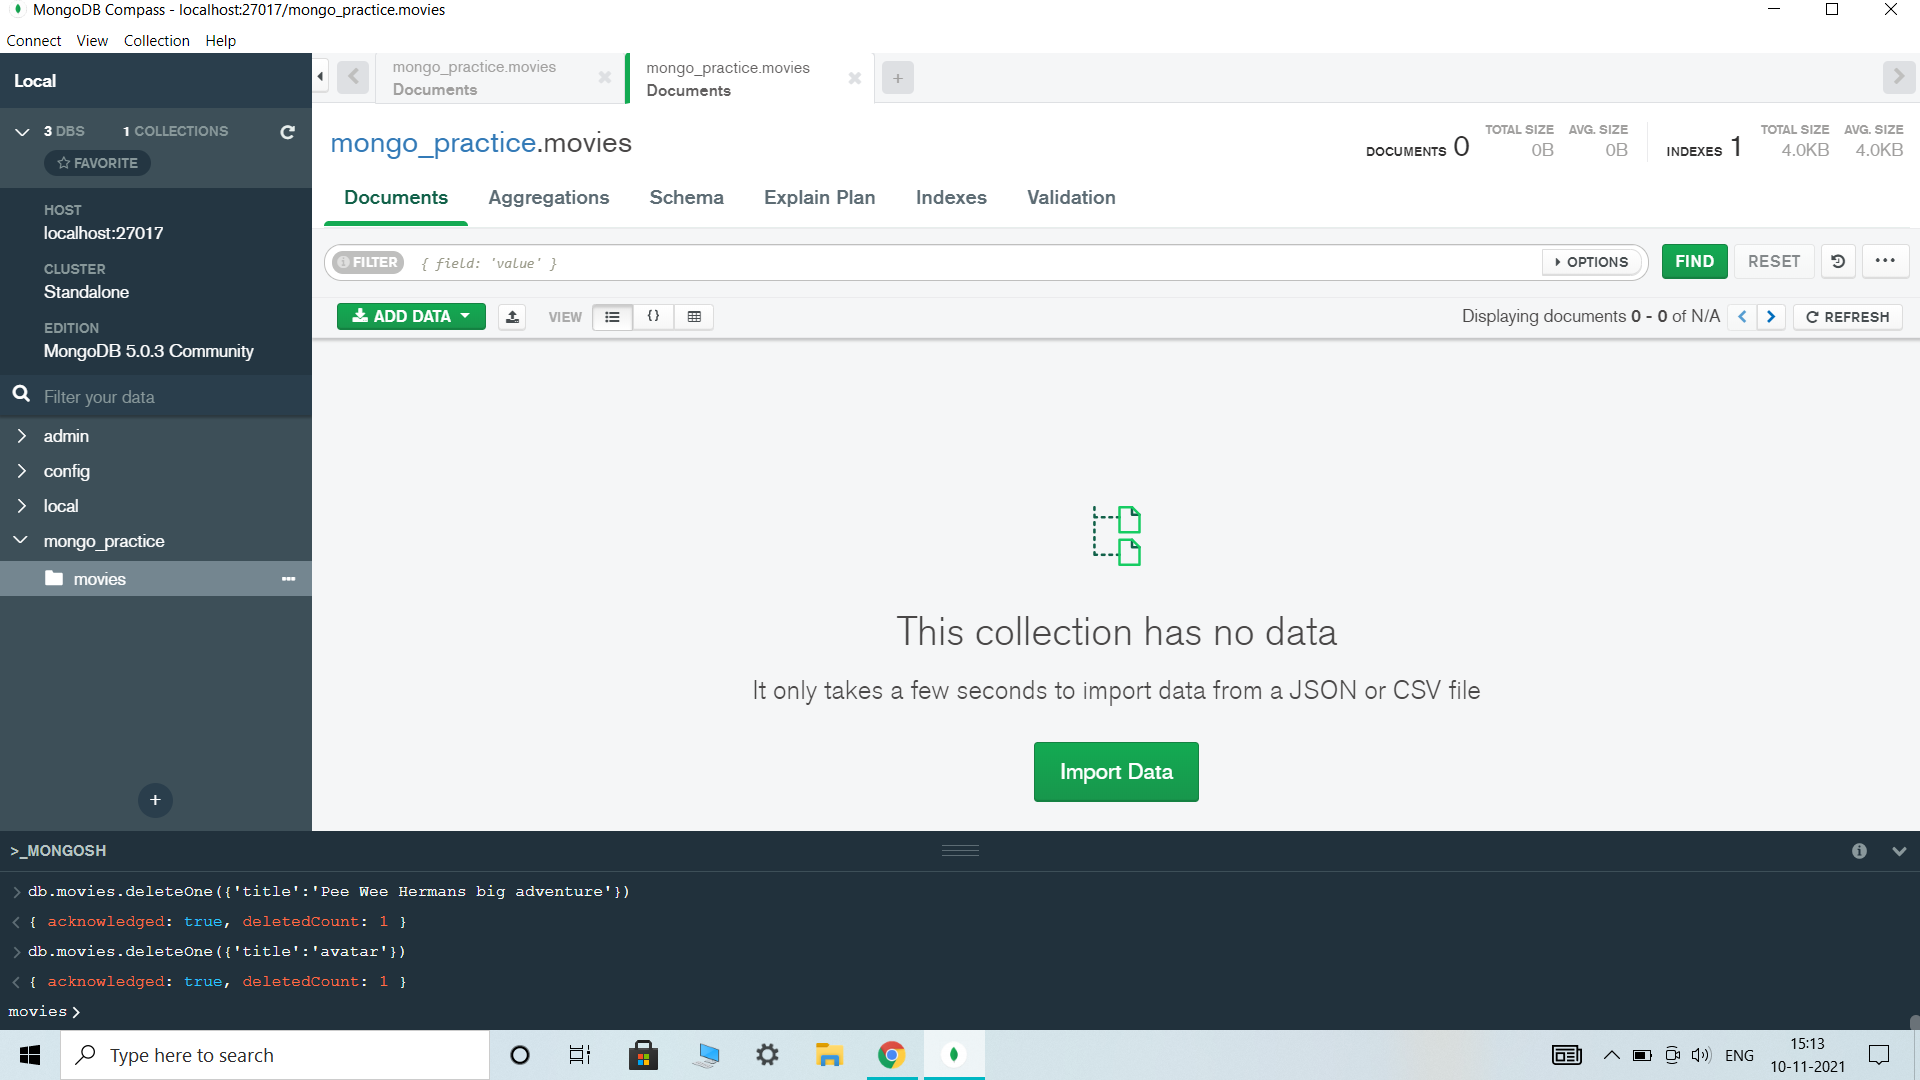 MongoDB Compass - localhost:27017/mongo_practice.movies
Connect View Collection Help
Local
3 DBS 1 COLLECTIONS
FAVORITE
HOST
localhost:27017
CLUSTER
Standalone
EDITION
MongoDB 5.0.3 Community
Filter your data
admin
config
local
mongo_practice
movies
mongo_practice.movies
Documents
mongo_practice.movies
Documents
mongo_practice.movies
DOCUMENTS 0 TOTAL SIZE 0B AVG. SIZE 0B
INDEXES 1 TOTAL SIZE 4.0KB AVG. SIZE 4.0KB
Documents Aggregations Schema Explain Plan Indexes Validation
FILTER { field: 'value' } OPTIONS FIND RESET
ADD DATA VIEW { } Displaying documents 0 - 0 of N/A REFRESH
This collection has no data
It only takes a few seconds to import data from a JSON or CSV file
Import Data
>_MONGOSH
> db.movies.deleteOne({'title':'Pee Wee Hermans big adventure'})
< { acknowledged: true, deletedCount: 1 }
> db.movies.deleteOne({'title':'avatar'})
< { acknowledged: true, deletedCount: 1 }
movies >
Type here to search
ENG
15:13
10-11-2021